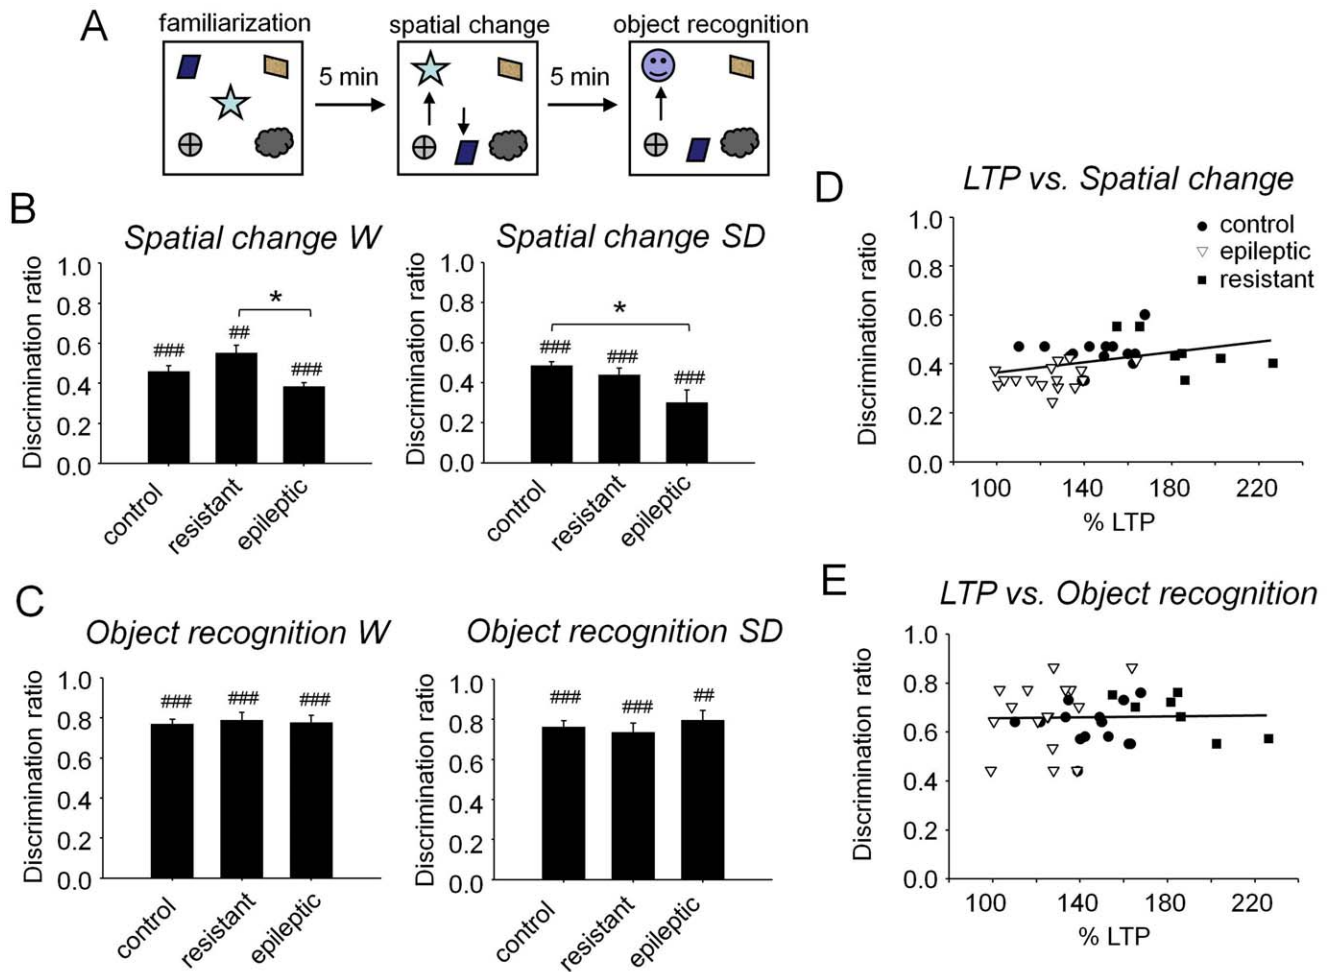 A
familiarization
spatial change
object recognition
5 min
5 min
B
Spatial change W
Discrimination ratio
1.0
0.8
0.6
0.4
0.2
0.0
###
##
###
*
control
resistant
epileptic
Spatial change SD
Discrimination ratio
1.0
0.8
0.6
0.4
0.2
0.0
###
###
###
*
control
resistant
epileptic
C
Object recognition W
Discrimination ratio
1.0
0.8
0.6
0.4
0.2
0.0
###
###
###
control
resistant
epileptic
Object recognition SD
Discrimination ratio
1.0
0.8
0.6
0.4
0.2
0.0
###
###
##
control
resistant
epileptic
D
LTP vs. Spatial change
Discrimination ratio
1.0
0.8
0.6
0.4
0.2
0.0
control
epileptic
resistant
100 140 180 220
% LTP
E
LTP vs. Object recognition
Discrimination ratio
1.0
0.8
0.6
0.4
0.2
0.0
100 140 180 220
% LTP